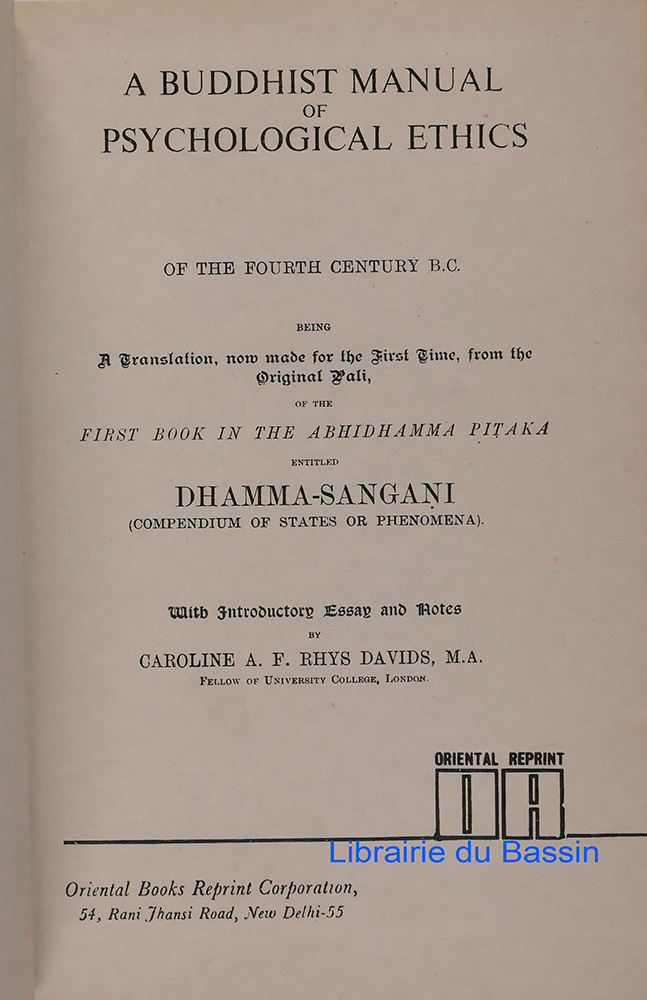 A BUDDHIST MANUAL
OF
PSYCHOLOGICAL ETHICS
OF THE FOURTH CENTURY B.C.
BEING
A Translation, now made for the First Time, from the
Original Pali,
OF THE
FIRST BOOK IN THE ABHIDHAMMA PIṬAKA
ENTITLED
DHAMMA-SANGAṆI
(COMPENDIUM OF STATES OR PHENOMENA).
With Introductory Essay and Notes
BY
CAROLINE A. F. RHYS DAVIDS, M.A.
FELLOW OF UNIVERSITY COLLEGE, LONDON.
ORIENTAL REPRINT
OR
Librairie du Bassin
Oriental Books Reprint Corporation,
54, Rani Jhansi Road, New Delhi-55